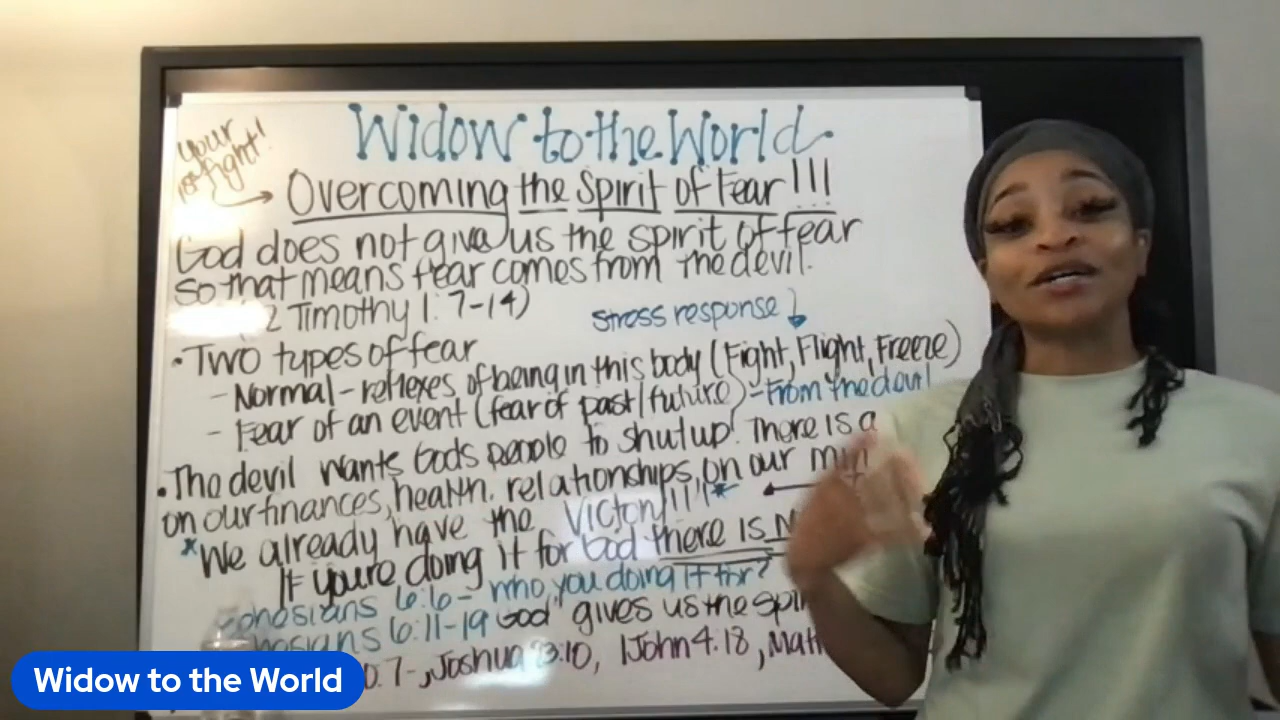 Widow to the World
your
1st fight!
Overcoming the Spirit of Fear!!!
God does not give us the spirit of fear
so that means fear comes from the devil.
(2 Timothy 1:7-14)
stress response
• Two types of fear
- Normal - reflexes of being in this body (Fight, Flight, Freeze)
- Fear of an event (fear of past/future) - From the devil
• The devil wants Gods people to shut up! There is a
on our finances, health, relationships, on our
* We already have the Victory!!!! *
If you're doing it for God there is
Ephesians 6:6 - who you doing it for?
6:11-19 God gives us the
7-, Joshua 3:10, 1 John 4:18,
Widow to the World